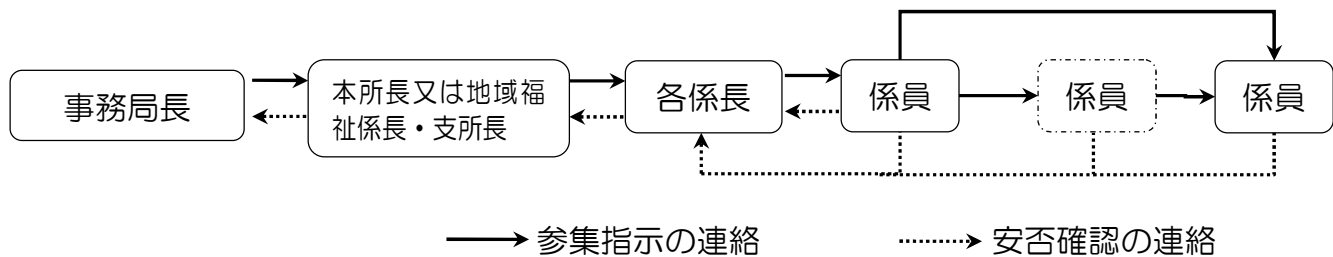 事務局長
本所長又は地域福
祉係長・支所長
各係長
係員
係員
係員
参集指示の連絡
安否確認の連絡